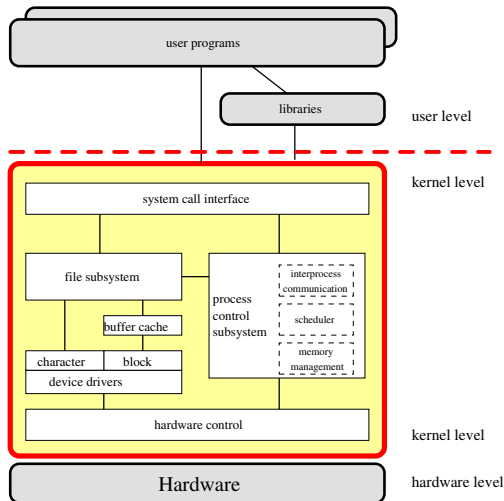 user programs
libraries
user level
kernel level
system call interface
file subsystem
process
control
subsystem
interprocess
communication
scheduler
memory
management
buffer cache
character
block
device drivers
hardware control
kernel level
Hardware
hardware level